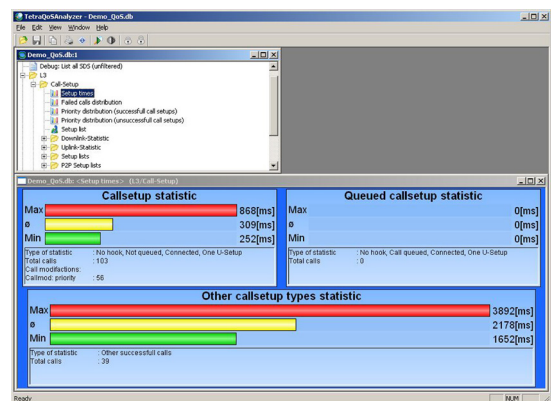 TetraQoSAnalyzer - Demo_QoS.db
File Edit View Window Help
Demo_QoS.db:1
Debug: List all SDS (unfiltered)
L3
Call-Setup
Setup times
Failed calls distribution
Priority distribution (successfull call setups)
Priority distribution (unsuccessfull call setups)
Setup list
Downlink-Statistic
Uplink-Statistic
Setup lists
P2P Setup lists
Demo_QoS.db: <Setup times> (L3/Call-Setup)
Callsetup statistic
Max 868[ms]
ø 309[ms]
Min 252[ms]
Type of statistic : No hook, Not queued, Connected, One U-Setup
Total calls : 103
Call modifactions:
Callmod: priority : 56
Queued callsetup statistic
Max 0[ms]
ø 0[ms]
Min 0[ms]
Type of statistic : No hook, Call queued, Connected, One U-Setup
Total calls : 0
Other callsetup types statistic
Max 3892[ms]
ø 2178[ms]
Min 1652[ms]
Type of statistic : Other successfull calls
Total calls : 39
Ready NUM